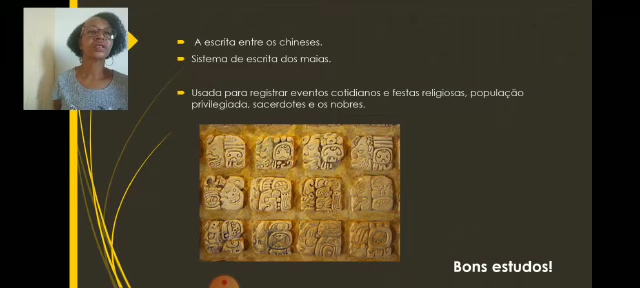 A escrita entre os chineses.
Sistema de escrita dos maias.
Usada para registrar eventos cotidianos e festas religiosas, população
privilegiada, sacerdotes e os nobres.
Bons estudos!